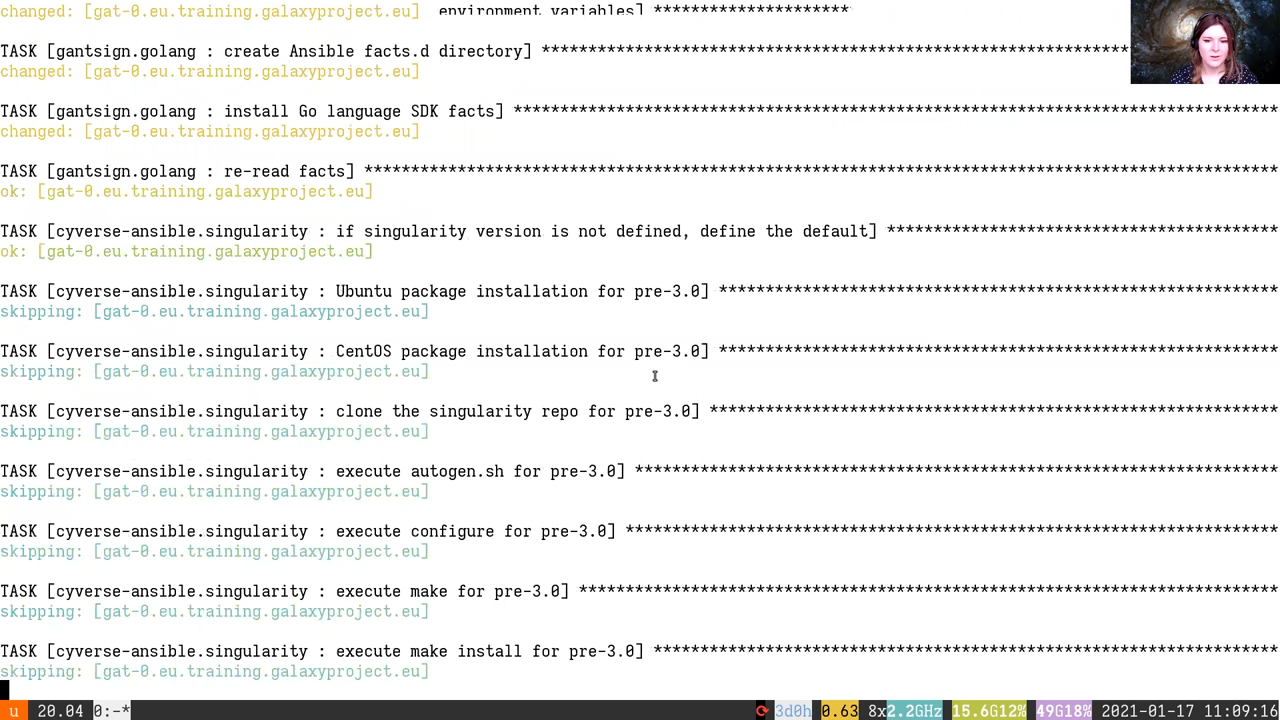 changed: [gat-0.eu.training.galaxyproject.eu] environment variables] *********************
TASK [gantsign.golang : create Ansible facts.d directory] ***************************************************************
changed: [gat-0.eu.training.galaxyproject.eu]
TASK [gantsign.golang : install Go language SDK facts] **********************************************************************************
changed: [gat-0.eu.training.galaxyproject.eu]
TASK [gantsign.golang : re-read facts] **************************************************************************************************
ok: [gat-0.eu.training.galaxyproject.eu]
TASK [cyverse-ansible.singularity : if singularity version is not defined, define the default] ******************************************
ok: [gat-0.eu.training.galaxyproject.eu]
TASK [cyverse-ansible.singularity : Ubuntu package installation for pre-3.0] ************************************************************
skipping: [gat-0.eu.training.galaxyproject.eu]
TASK [cyverse-ansible.singularity : CentOS package installation for pre-3.0] ************************************************************
skipping: [gat-0.eu.training.galaxyproject.eu]
TASK [cyverse-ansible.singularity : clone the singularity repo for pre-3.0] *************************************************************
skipping: [gat-0.eu.training.galaxyproject.eu]
TASK [cyverse-ansible.singularity : execute autogen.sh for pre-3.0] *********************************************************************
skipping: [gat-0.eu.training.galaxyproject.eu]
TASK [cyverse-ansible.singularity : execute configure for pre-3.0] **********************************************************************
skipping: [gat-0.eu.training.galaxyproject.eu]
TASK [cyverse-ansible.singularity : execute make for pre-3.0] ***************************************************************************
skipping: [gat-0.eu.training.galaxyproject.eu]
TASK [cyverse-ansible.singularity : execute make install for pre-3.0] *******************************************************************
skipping: [gat-0.eu.training.galaxyproject.eu]
u 20.04 0:-* 3d0h 0.63 8x2.2GHz 15.6G12% 49G18% 2021-01-17 11:09:16